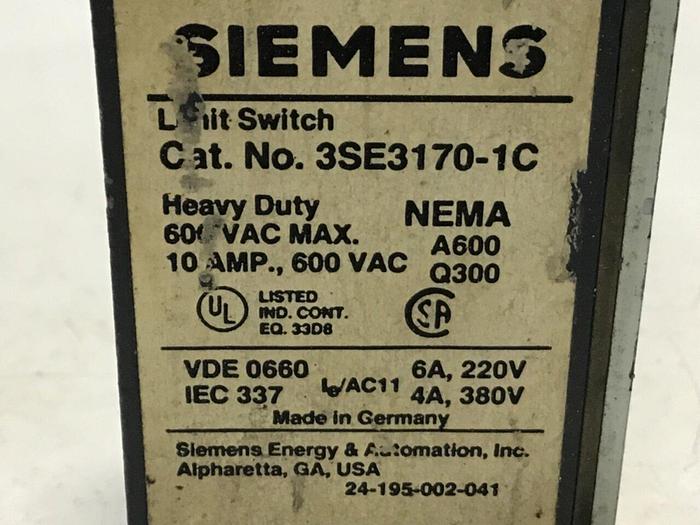 SIEMENS
Limit Switch
Cat. No. 3SE3170-1C
Heavy Duty
600 VAC MAX.
10 AMP., 600 VAC
NEMA
A600
Q300
UL
LISTED
IND. CONT.
EQ. 33D8
SA
VDE 0660
IEC 337
Ie/AC11
6A, 220V
4A, 380V
Made in Germany
Siemens Energy & Automation, Inc.
Alpharetta, GA, USA
24-195-002-041